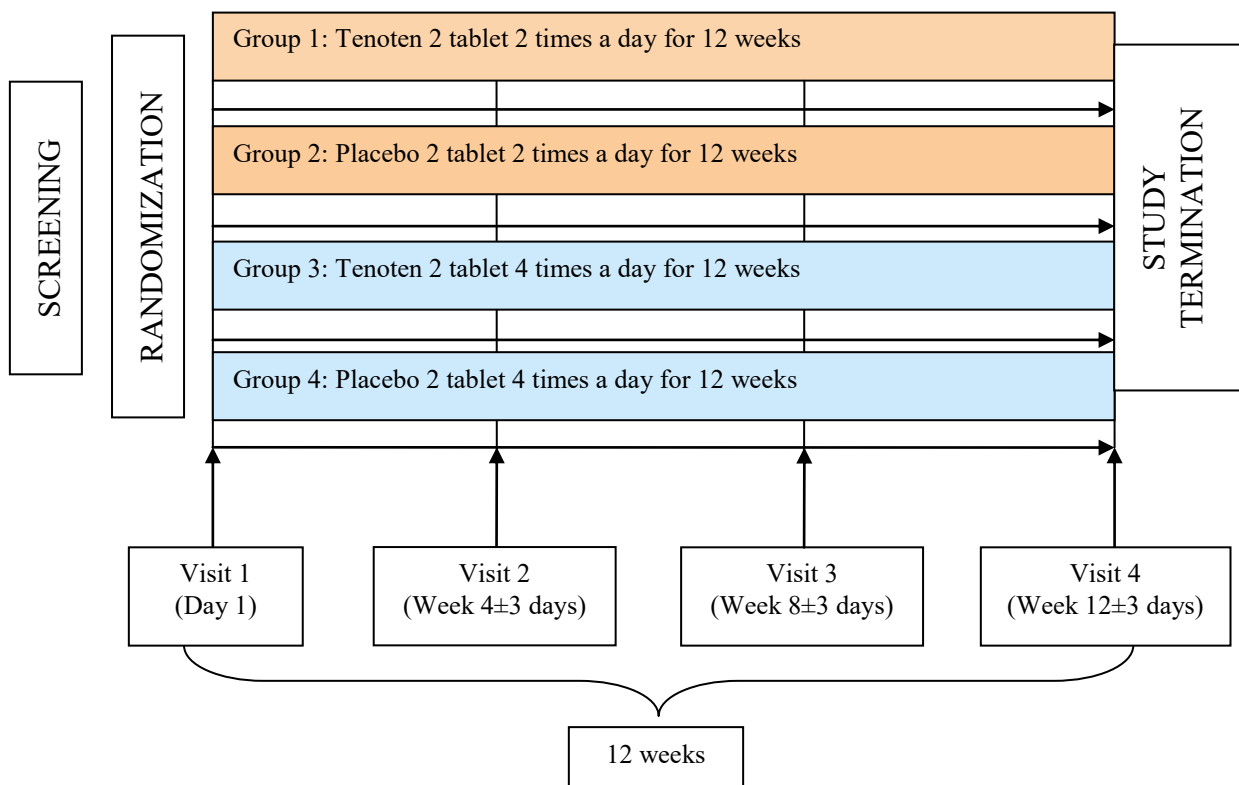 SCREENING
RANDOMIZATION
Group 1: Tenoten 2 tablet 2 times a day for 12 weeks
Group 2: Placebo 2 tablet 2 times a day for 12 weeks
Group 3: Tenoten 2 tablet 4 times a day for 12 weeks
Group 4: Placebo 2 tablet 4 times a day for 12 weeks
STUDY
TERMINATION
Visit 1
(Day 1)
Visit 2
(Week 4±3 days)
Visit 3
(Week 8±3 days)
Visit 4
(Week 12±3 days)
12 weeks